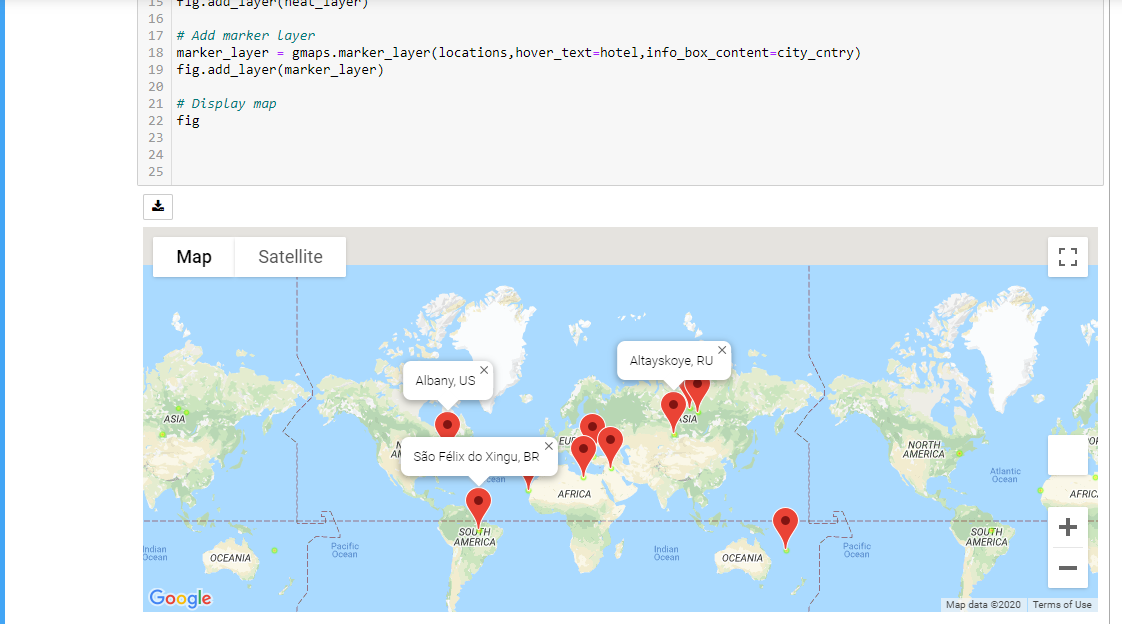 15 fig.add_layer(heat_layer)
16
17 # Add marker layer
18 marker_layer = gmaps.marker_layer(locations,hover_text=hotel,info_box_content=city_cntry)
19 fig.add_layer(marker_layer)
20
21 # Display map
22 fig
23
24
25
Map Satellite
Altayskoye, RU
Albany, US
São Félix do Xingu, BR
ASIA
EU
ASIA
NORTH
AMERICA
Atlantic
Ocean
AFRICA
AFRIC
SOUTH
AMERICA
SOUTH
AMERICA
Indian
Ocean
OCEANIA
Pacific
Ocean
Indian
Ocean
OCEANIA
Pacific
Ocean
Google
Map data ©2020 Terms of Use